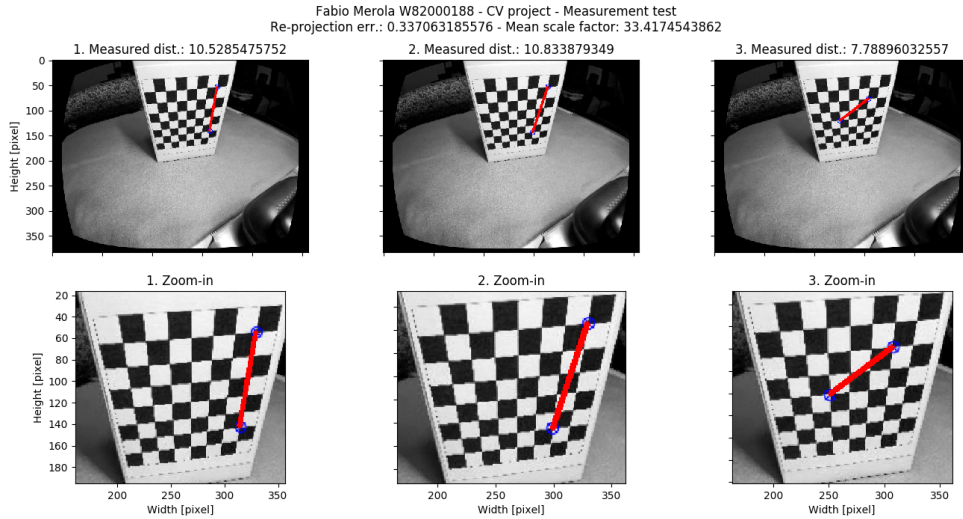 Fabio Merola W82000188 - CV project - Measurement test
Re-projection err.: 0.337063185576 - Mean scale factor: 33.4174543862
1. Measured dist.: 10.5285475752
2. Measured dist.: 10.833879349
3. Measured dist.: 7.78896032557
0
50
100
150
200
250
300
350
Height [pixel]
1. Zoom-in
2. Zoom-in
3. Zoom-in
20
40
60
80
100
120
140
160
180
Height [pixel]
200 250 300 350
200 250 300 350
200 250 300 350
Width [pixel]
Width [pixel]
Width [pixel]